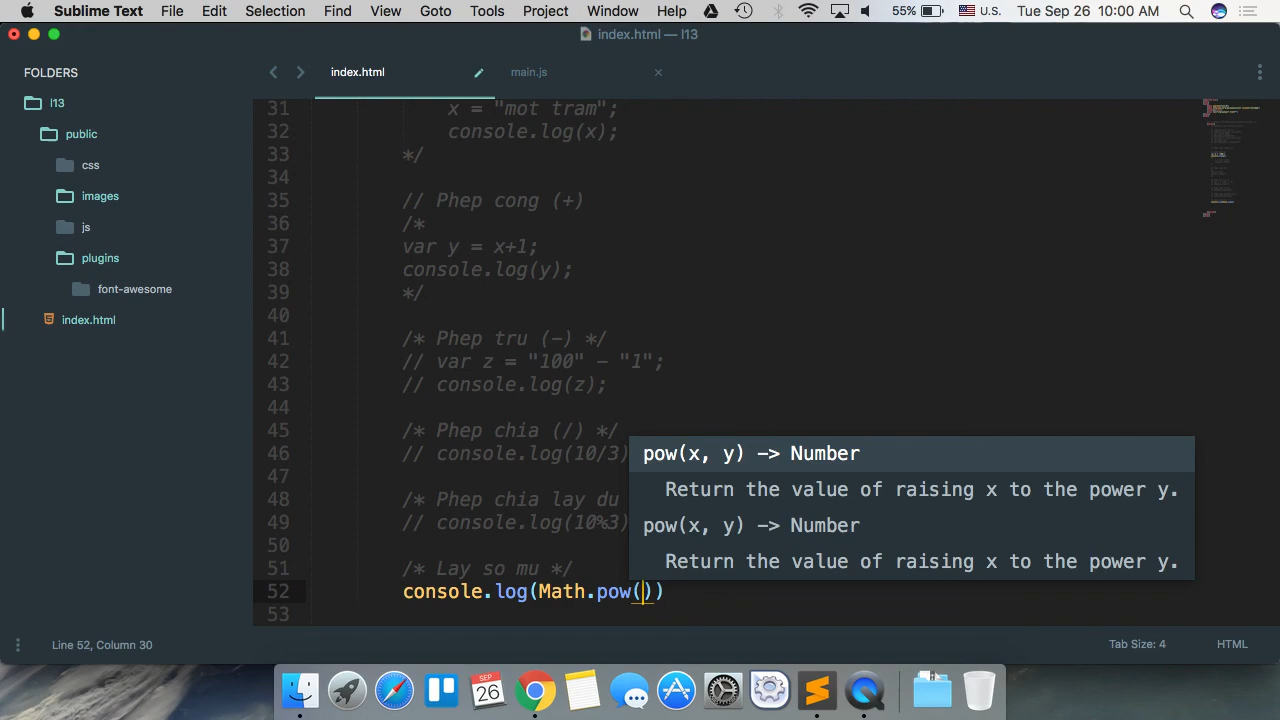 Sublime Text File Edit Selection Find View Goto Tools Project Window Help 55% U.S. Tue Sep 26 10:00 AM
index.html — l13
FOLDERS
l13
public
css
images
js
plugins
font-awesome
index.html
index.html main.js
31 x = "mot tram";
32 console.log(x);
33 */
34
35 // Phep cong (+)
36 /*
37 var y = x+1;
38 console.log(y);
39 */
40
41 /* Phep tru (-) */
42 // var z = "100" - "1";
43 // console.log(z);
44
45 /* Phep chia (/) */
46 // console.log(10/3)
47
48 /* Phep chia lay du
49 // console.log(10%3)
50
51 /* Lay so mu */
52 console.log(Math.pow())
53
pow(x, y) -> Number
Return the value of raising x to the power y.
pow(x, y) -> Number
Return the value of raising x to the power y.
Line 52, Column 30 Tab Size: 4 HTML
SEP
26